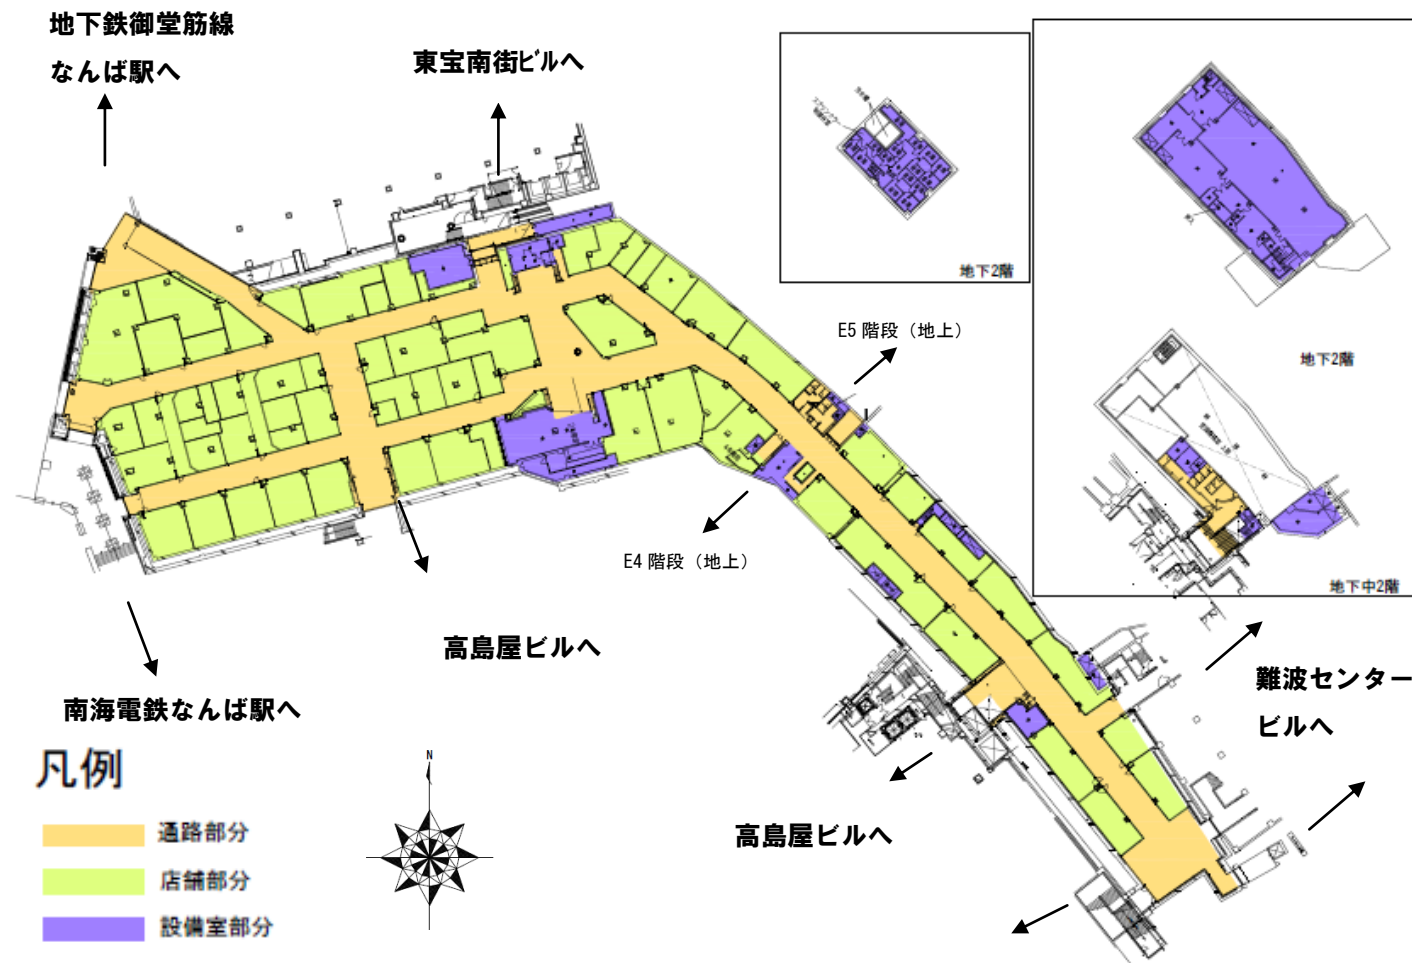 地下鉄御堂筋線
なんば駅へ
東宝南街ﾋﾞﾙへ
地下2階
E5 階段（地上）
地下2階
地下中2階
E4 階段（地上）
高島屋ビルへ
南海電鉄なんば駅へ
難波センター
ビルへ
高島屋ビルへ
凡例
N
通路部分
店舗部分
設備室部分